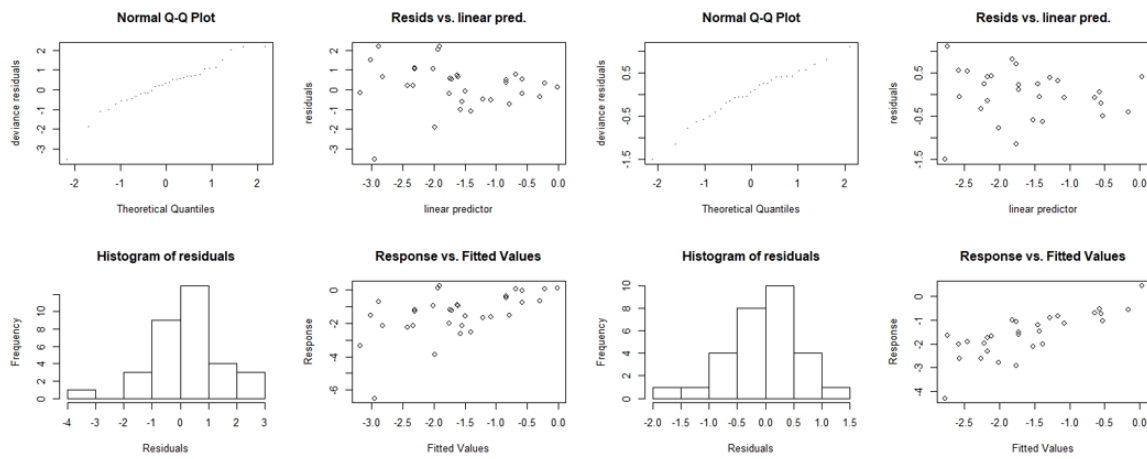 Normal Q-Q Plot
deviance residuals
-3 -2 -1 0 1 2
-2 -1 0 1 2
Theoretical Quantiles
Resids vs. linear pred.
residuals
-3 -2 -1 0 1 2
-3.0 -2.5 -2.0 -1.5 -1.0 -0.5 0.0
linear predictor
Normal Q-Q Plot
deviance residuals
-1.5 -0.5 0.5
-2 -1 0 1 2
Theoretical Quantiles
Resids vs. linear pred.
residuals
-1.5 -0.5 0.5
-2.5 -2.0 -1.5 -1.0 -0.5 0.0
linear predictor
Histogram of residuals
Frequency
0 2 4 6 8 12
-4 -3 -2 -1 0 1 2 3
Residuals
Response vs. Fitted Values
Response
-6 -4 -2 0
-3.0 -2.5 -2.0 -1.5 -1.0 -0.5 0.0
Fitted Values
Histogram of residuals
Frequency
0 2 4 6 8 10
-2.0 -1.5 -1.0 -0.5 0.0 0.5 1.0 1.5
Residuals
Response vs. Fitted Values
Response
-4 -3 -2 -1 0
-2.5 -2.0 -1.5 -1.0 -0.5 0.0
Fitted Values